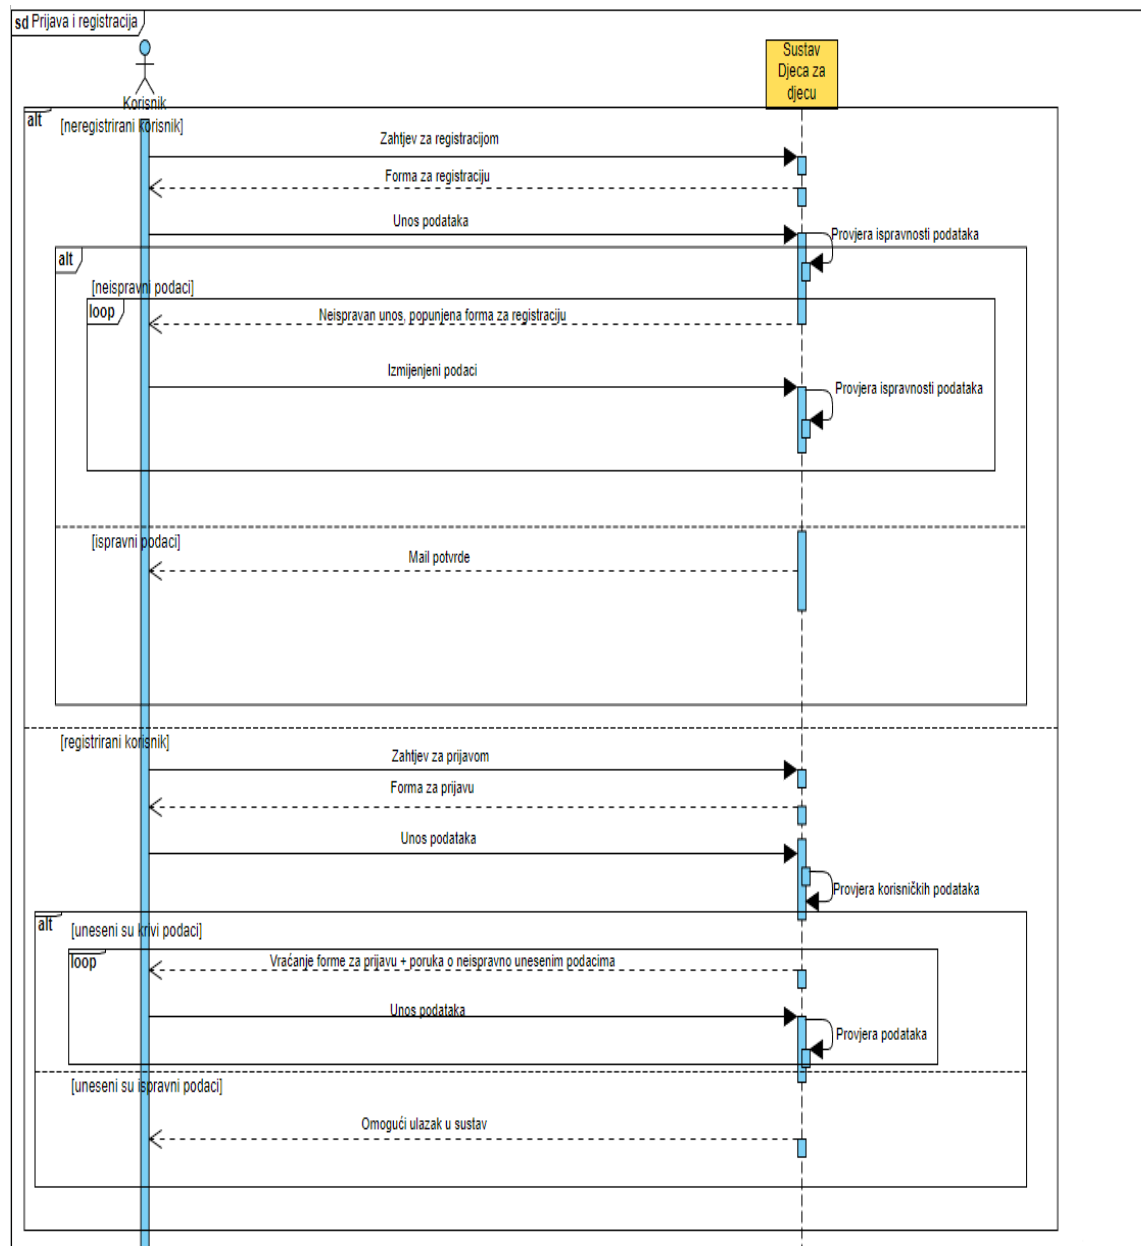 sd Prijava i registracija
Sustav
Djeca za
djecu
Korisnik
alt
[neregistrirani korisnik]
Zahtjev za registracijom
Forma za registraciju
Unos podataka
Provjera ispravnosti podataka
alt
[neispravni podaci]
loop
Neispravan unos, popunjena forma za registraciju
Izmijenjeni podaci
Provjera ispravnosti podataka
[ispravni podaci]
Mail potvrde
[registrirani korisnik]
Zahtjev za prijavom
Forma za prijavu
Unos podataka
Provjera korisničkih podataka
alt
[uneseni su krivi podaci]
loop
Vraćanje forme za prijavu + poruka o neispravno unesenim podacima
Unos podataka
Provjera podataka
[uneseni su ispravni podaci]
Omogući ulazak u sustav